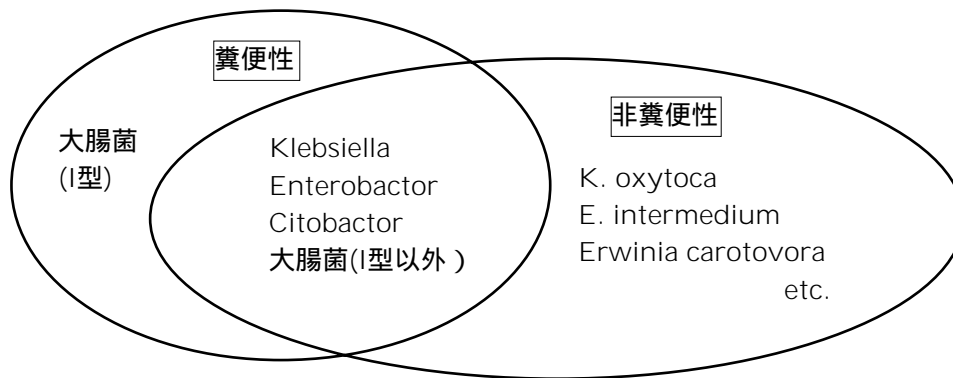 糞便性
大腸菌
(I型)
Klebsiella
Enterobactor
Citobactor
大腸菌(I型以外 )
非糞便性
K. oxytoca
E. intermedium
Erwinia carotovora
etc.